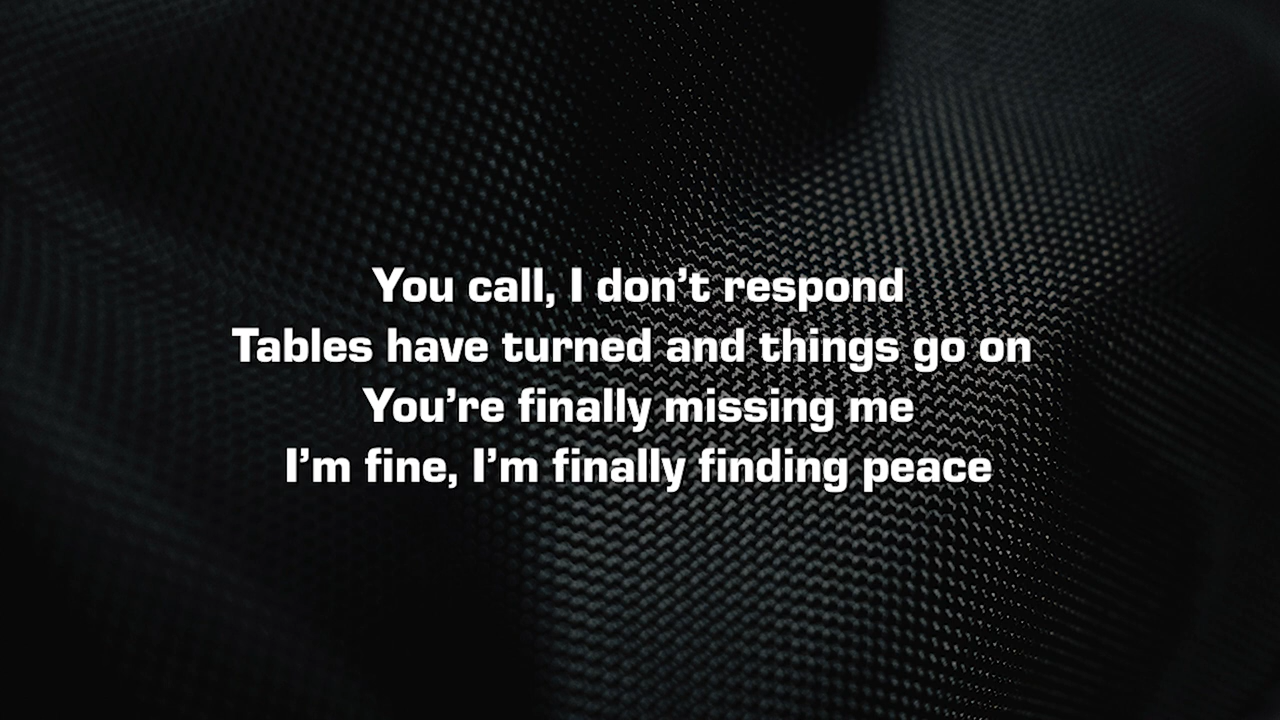 You call, I don’t respond
Tables have turned and things go on
You’re finally missing me
I’m fine, I’m finally finding peace